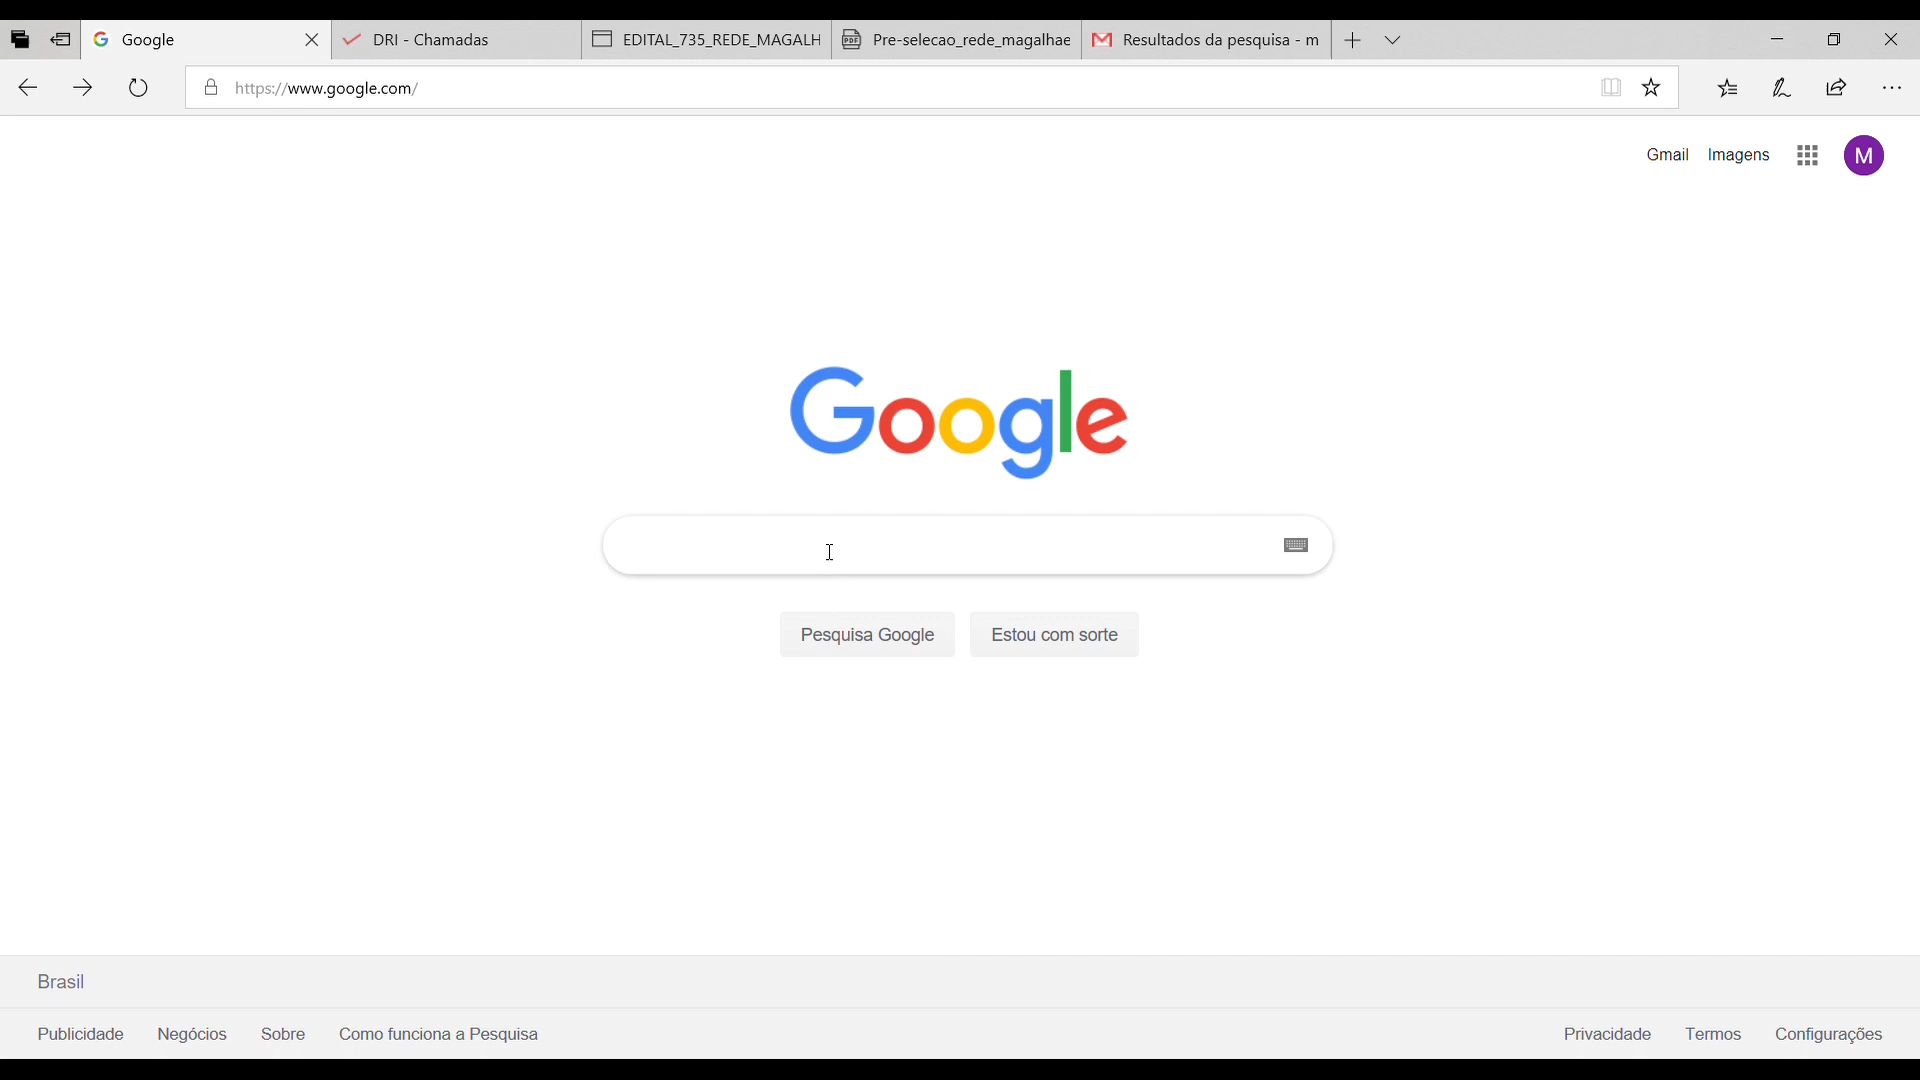 Google
DRI - Chamadas
EDITAL_735_REDE_MAGALH
Pre-selecao_rede_magalhae
Resultados da pesquisa - m
https://www.google.com/
Gmail Imagens M
Google
Pesquisa Google Estou com sorte
Brasil
Publicidade Negócios Sobre Como funciona a Pesquisa Privacidade Termos Configurações